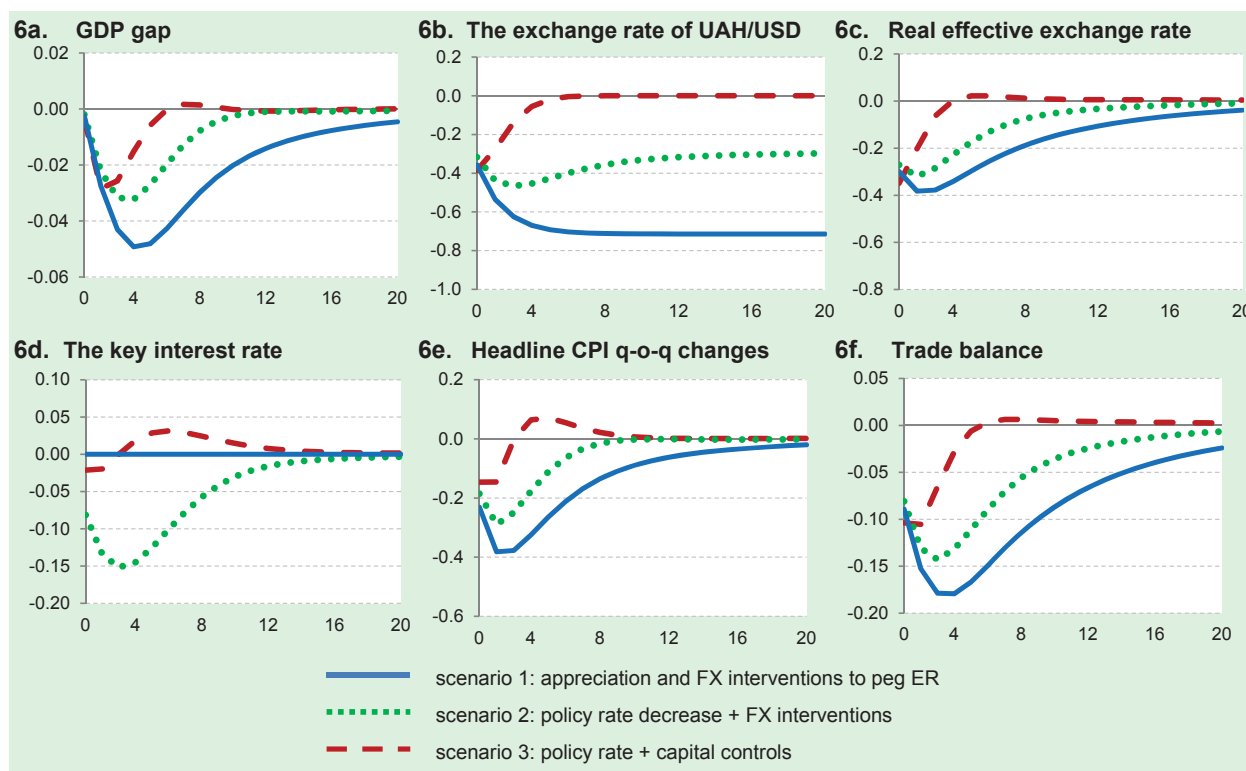 6a. GDP gap
0.02
0.00
-0.02
-0.04
-0.06
0 4 8 12 16 20
6b. The exchange rate of UAH/USD
0.4
0.2
0.0
-0.2
-0.4
-0.6
-0.8
-1.0
0 4 8 12 16 20
6c. Real effective exchange rate
0.2
0.0
-0.2
-0.4
-0.6
-0.8
0 4 8 12 16 20
6d. The key interest rate
0.10
0.05
0.00
-0.05
-0.10
-0.15
-0.20
0 4 8 12 16 20
6e. Headline CPI q-o-q changes
0.2
0.0
-0.2
-0.4
-0.6
0 4 8 12 16 20
6f. Trade balance
0.05
0.00
-0.05
-0.10
-0.15
-0.20
0 4 8 12 16 20
scenario 1: appreciation and FX interventions to peg ER
scenario 2: policy rate decrease + FX interventions
scenario 3: policy rate + capital controls